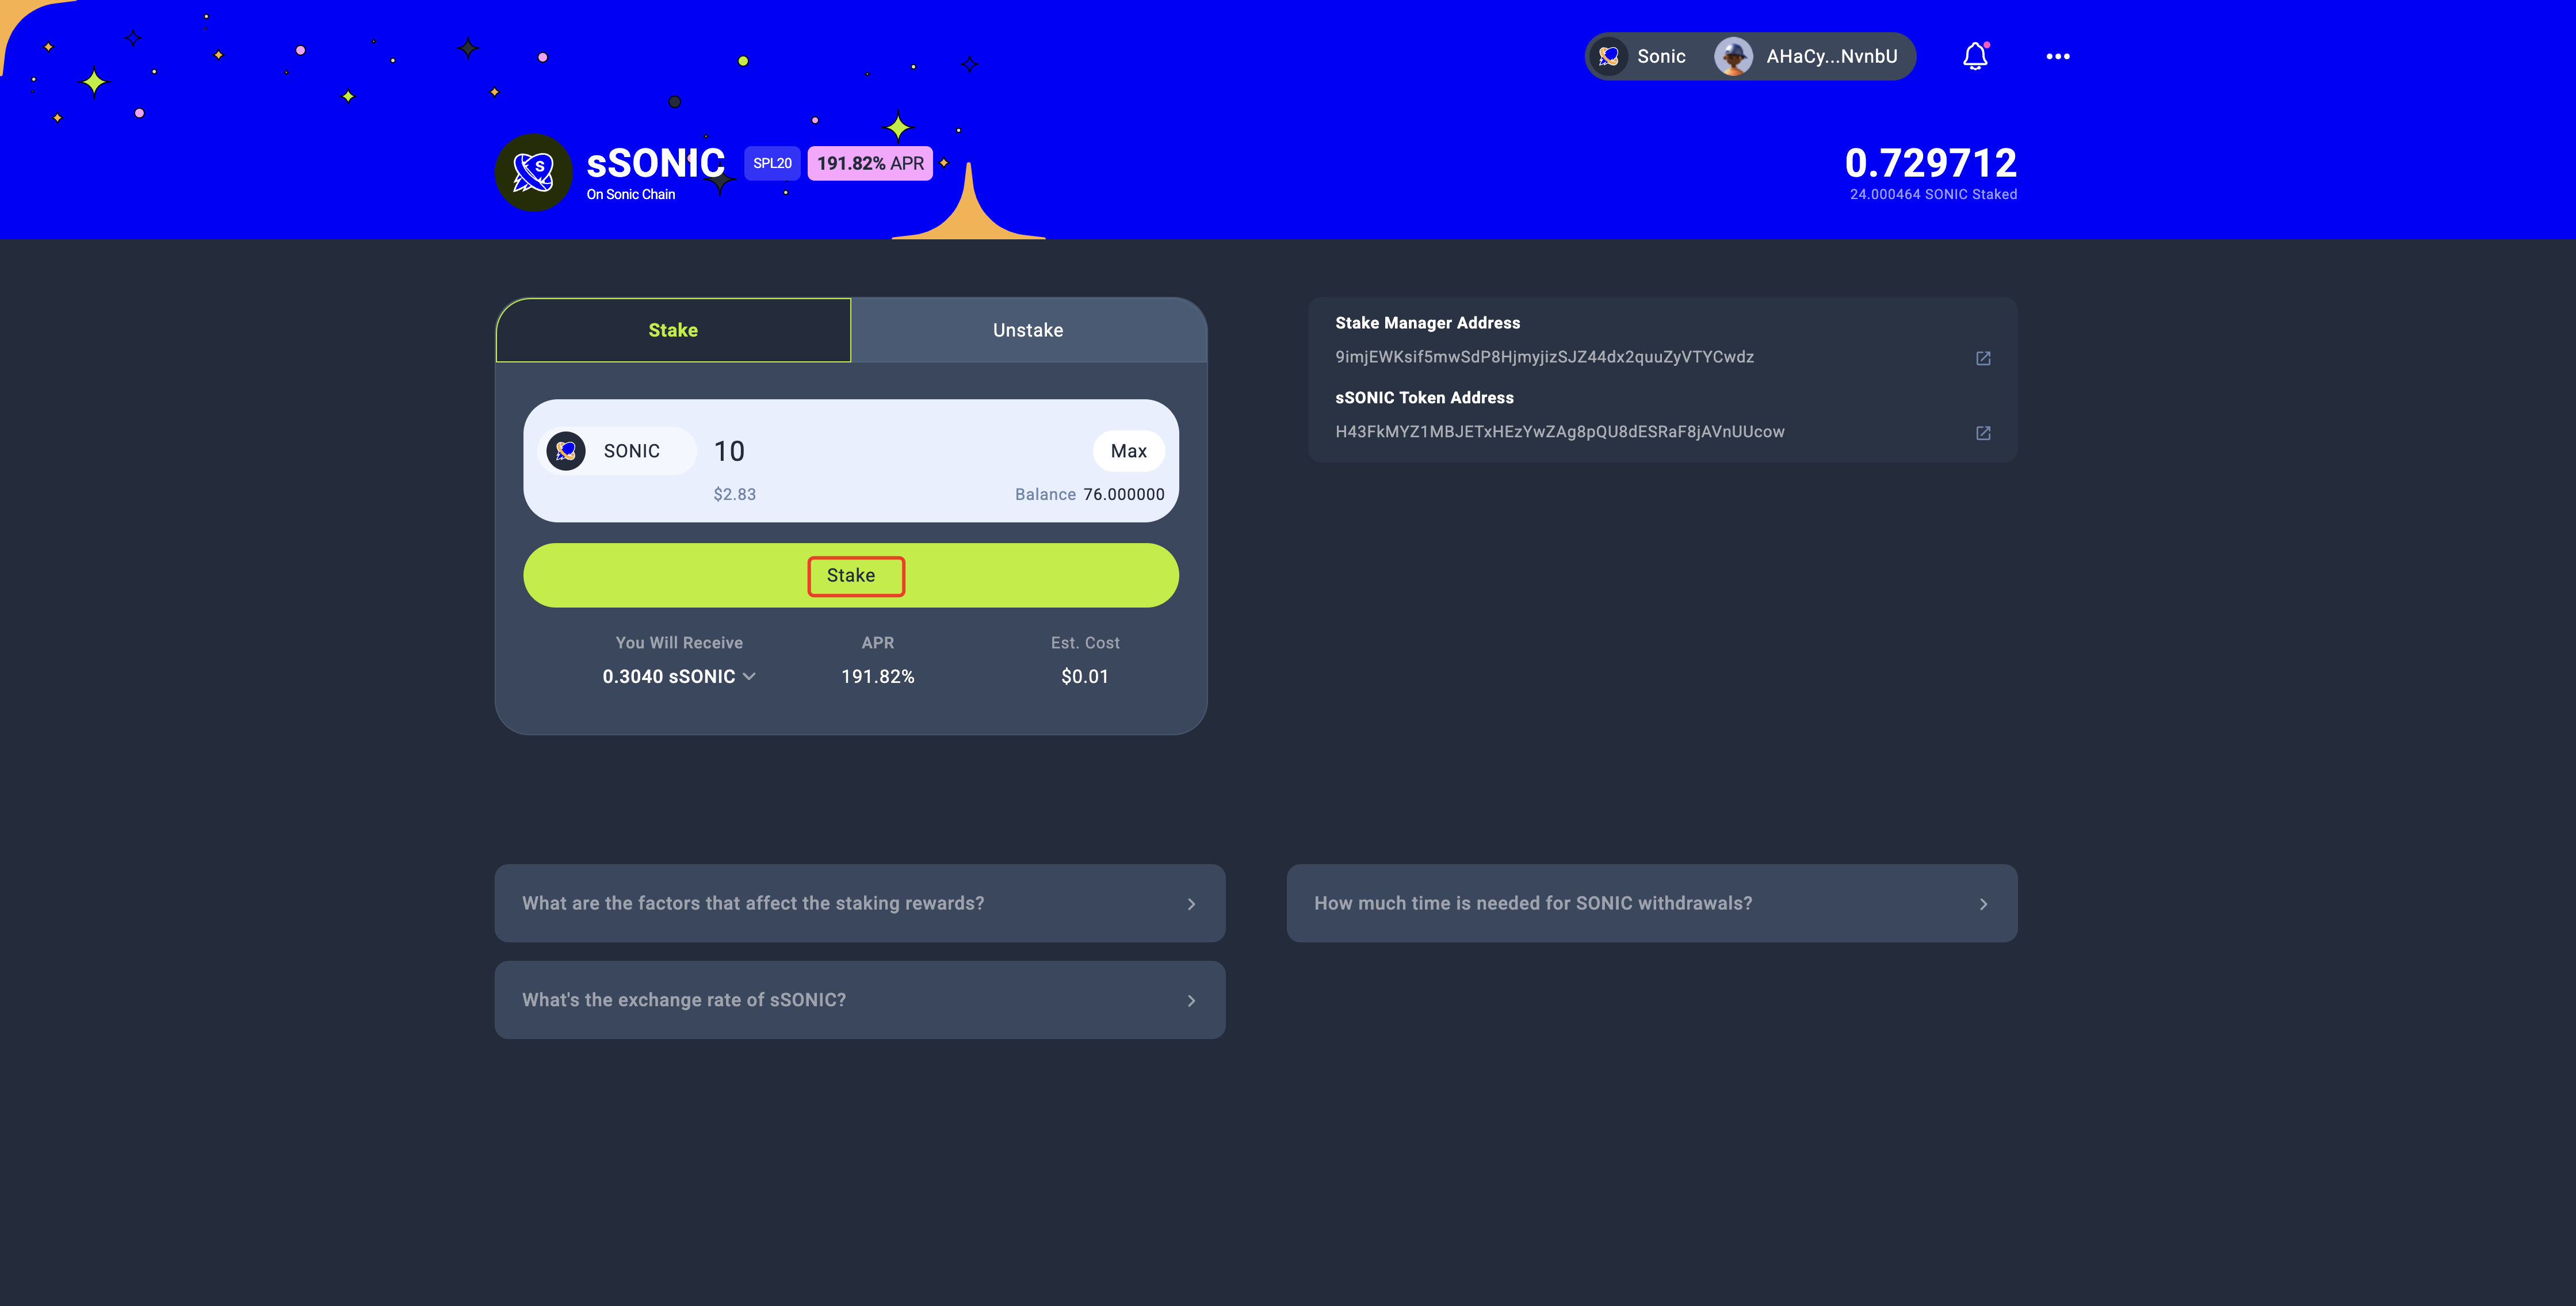 Sonic AHaCy...NvnbU
sSONIC SPL20 191.82% APR
On Sonic Chain
0.729712
24.000464 SONIC Staked
Stake Unstake
SONIC 10 Max
$2.83 Balance 76.000000
Stake
You Will Receive APR Est. Cost
0.3040 sSONIC 191.82% $0.01
Stake Manager Address
9imjEWKsif5mwSdP8HjmyjizSJZ44dx2quuZyVTYCwdz
sSONIC Token Address
H43FkMYZ1MBJETxHEzYwZAg8pQU8dESRaF8jAVnUUcow
What are the factors that affect the staking rewards?
How much time is needed for SONIC withdrawals?
What's the exchange rate of sSONIC?